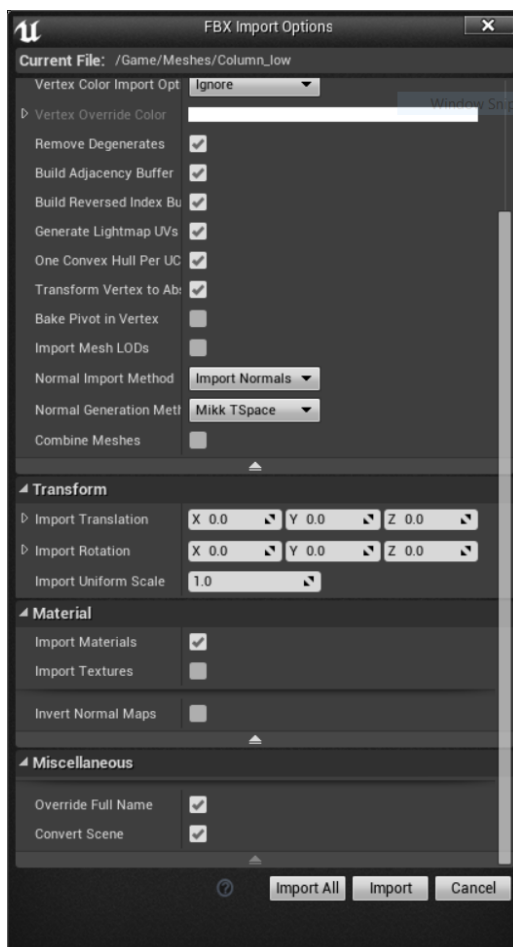 FBX Import Options
Current File: /Game/Meshes/Column_low
Vertex Color Import Opti Ignore
Window Snip
Vertex Override Color
Remove Degenerates
Build Adjacency Buffer
Build Reversed Index Bu
Generate Lightmap UVs
One Convex Hull Per UC
Transform Vertex to Abs
Bake Pivot in Vertex
Import Mesh LODs
Normal Import Method Import Normals
Normal Generation Meth Mikk TSpace
Combine Meshes
Transform
Import Translation X 0.0 Y 0.0 Z 0.0
Import Rotation X 0.0 Y 0.0 Z 0.0
Import Uniform Scale 1.0
Material
Import Materials
Import Textures
Invert Normal Maps
Miscellaneous
Override Full Name
Convert Scene
Import All Import Cancel